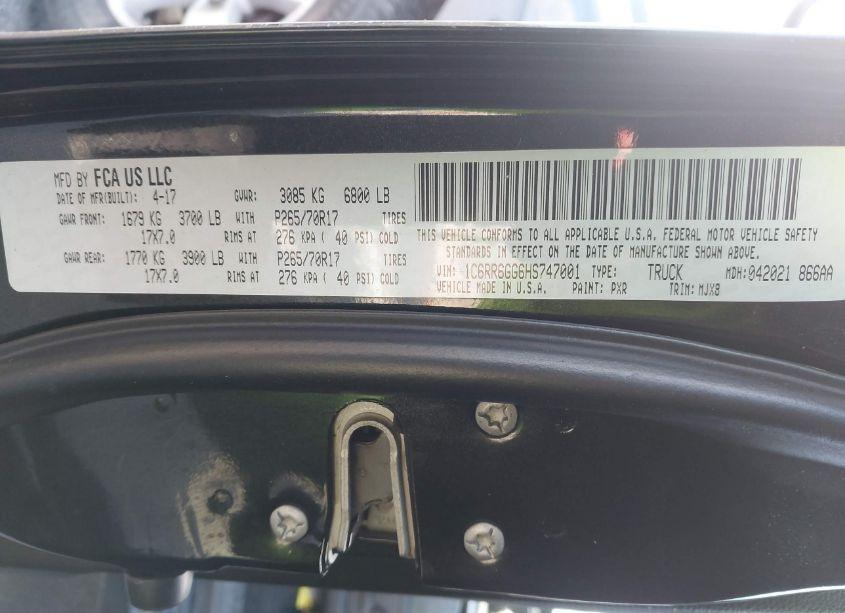 MFD BY FCA US LLC
DATE OF MFR(BUILT): 4-17 GVWR: 3085 KG 6800 LB
GAWR FRONT: 1679 KG 3700 LB WITH P265/70R17 TIRES
17X7.0 RIMS AT 276 KPA ( 40 PSI) COLD
GAWR REAR: 1770 KG 3900 LB WITH P265/70R17 TIRES
17X7.0 RIMS AT 276 KPA ( 40 PSI) COLD
THIS VEHICLE CONFORMS TO ALL APPLICABLE U.S.A. FEDERAL MOTOR VEHICLE SAFETY
STANDARDS IN EFFECT ON THE DATE OF MANUFACTURE SHOWN ABOVE.
VIN: 1C6RR6GG6HS747001 TYPE: TRUCK MDH: 042021 866AA
VEHICLE MADE IN U.S.A. PAINT: PXR TRIM: MJX8